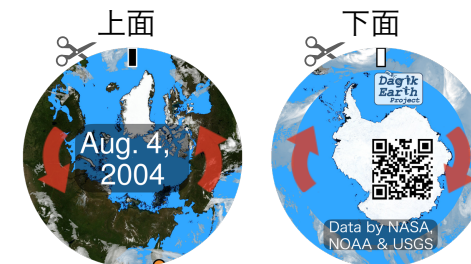 上面
下面
Aug. 4,
2004
Dagik
Earth
Project
Data by NASA,
NOAA & USGS